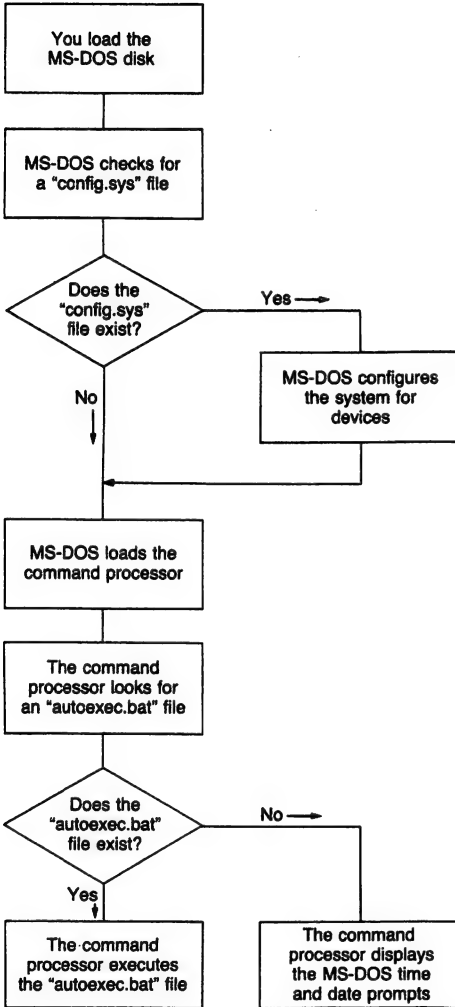 You load the
MS-DOS disk
MS-DOS checks for
a "config.sys" file
Does the
"config.sys"
file exist?
Yes
No
MS-DOS configures
the system for
devices
MS-DOS loads the
command processor
The command
processor looks for
an "autoexec.bat" file
Does the
"autoexec.bat"
file exist?
No
Yes
The command
processor executes
the "autoexec.bat" file
The command
processor displays
the MS-DOS time
and date prompts